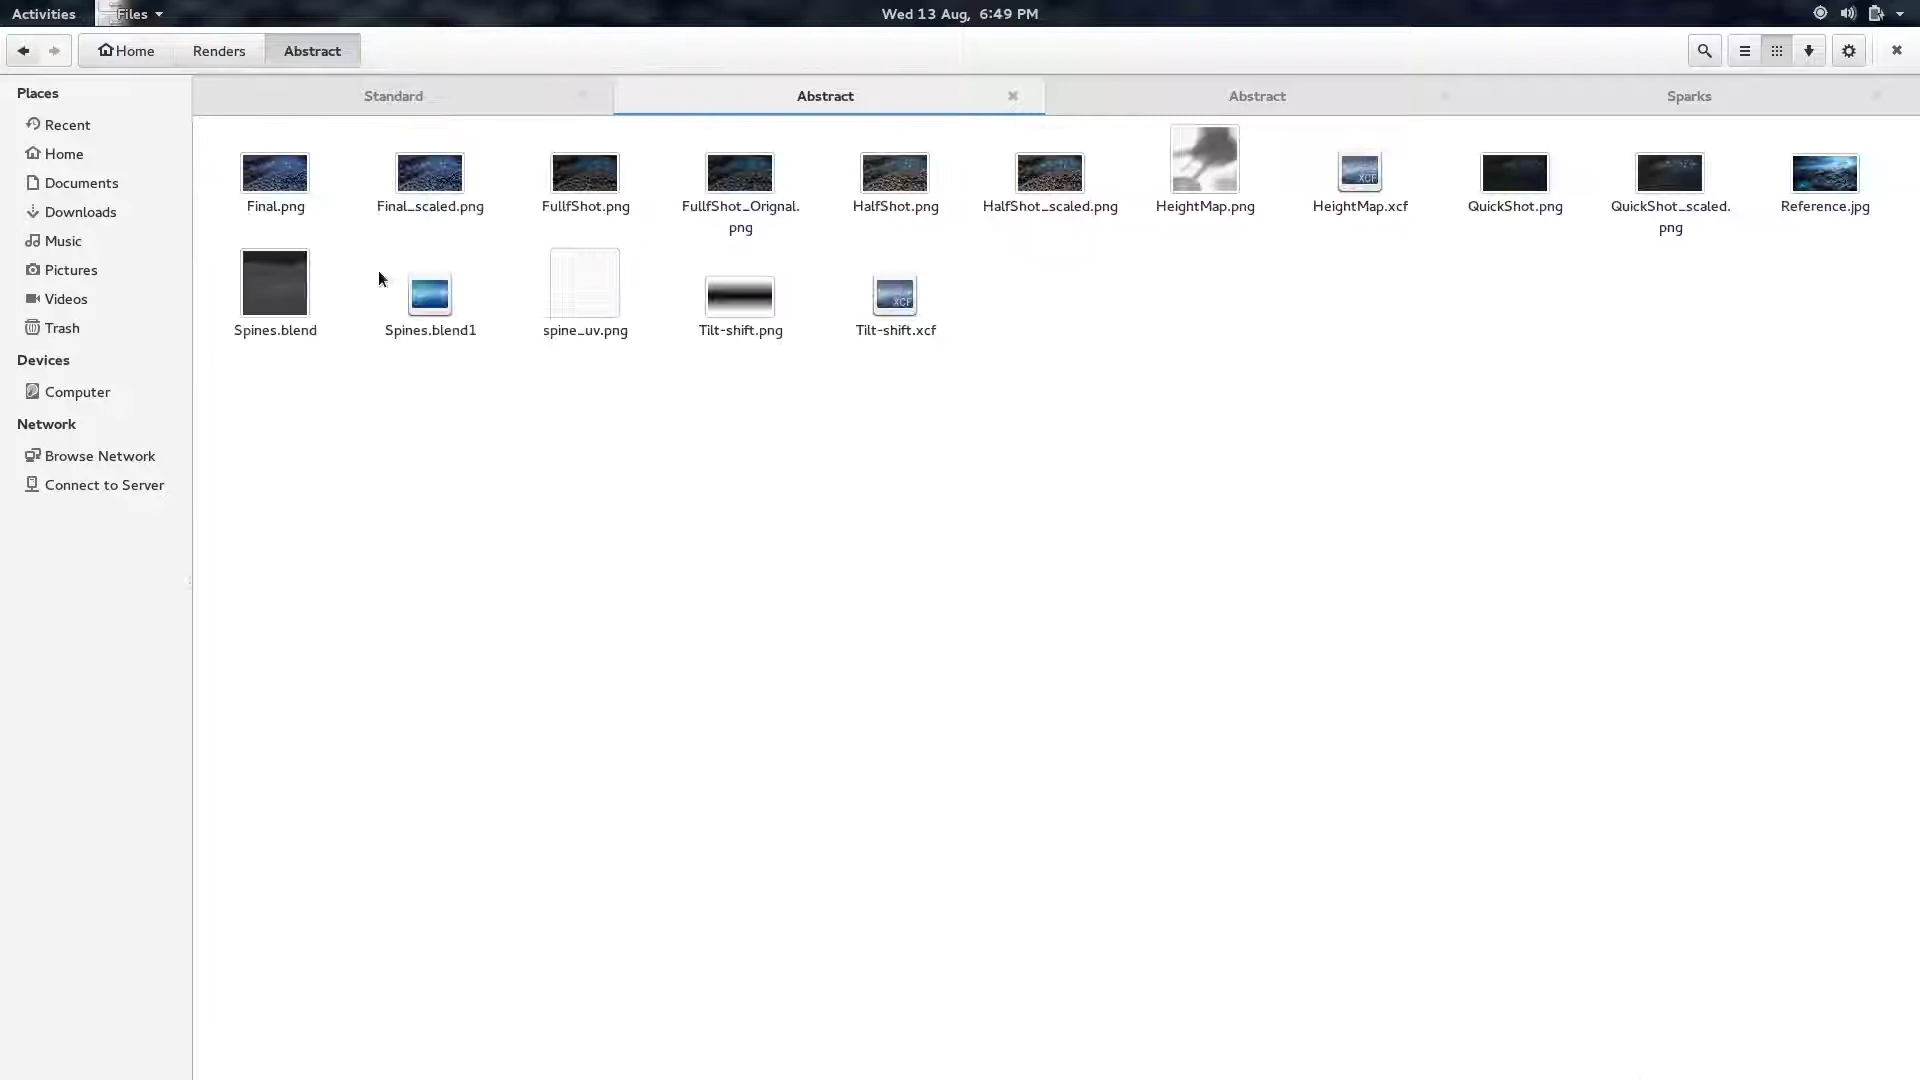 Activities Files Wed 13 Aug, 6:49 PM
Home Renders Abstract
Places
Standard Abstract Abstract Sparks
Recent
Home
Documents
Downloads
Music
Pictures
Videos
Trash
Devices
Computer
Network
Browse Network
Connect to Server
Final.png Final_scaled.png FullfShot.png FullfShot_Orignal. HalfShot.png HalfShot_scaled.png HeightMap.png HeightMap.xcf QuickShot.png QuickShot_scaled. Reference.jpg
png png
XCF
Spines.blend Spines.blend1 spine_uv.png Tilt-shift.png Tilt-shift.xcf
XCF